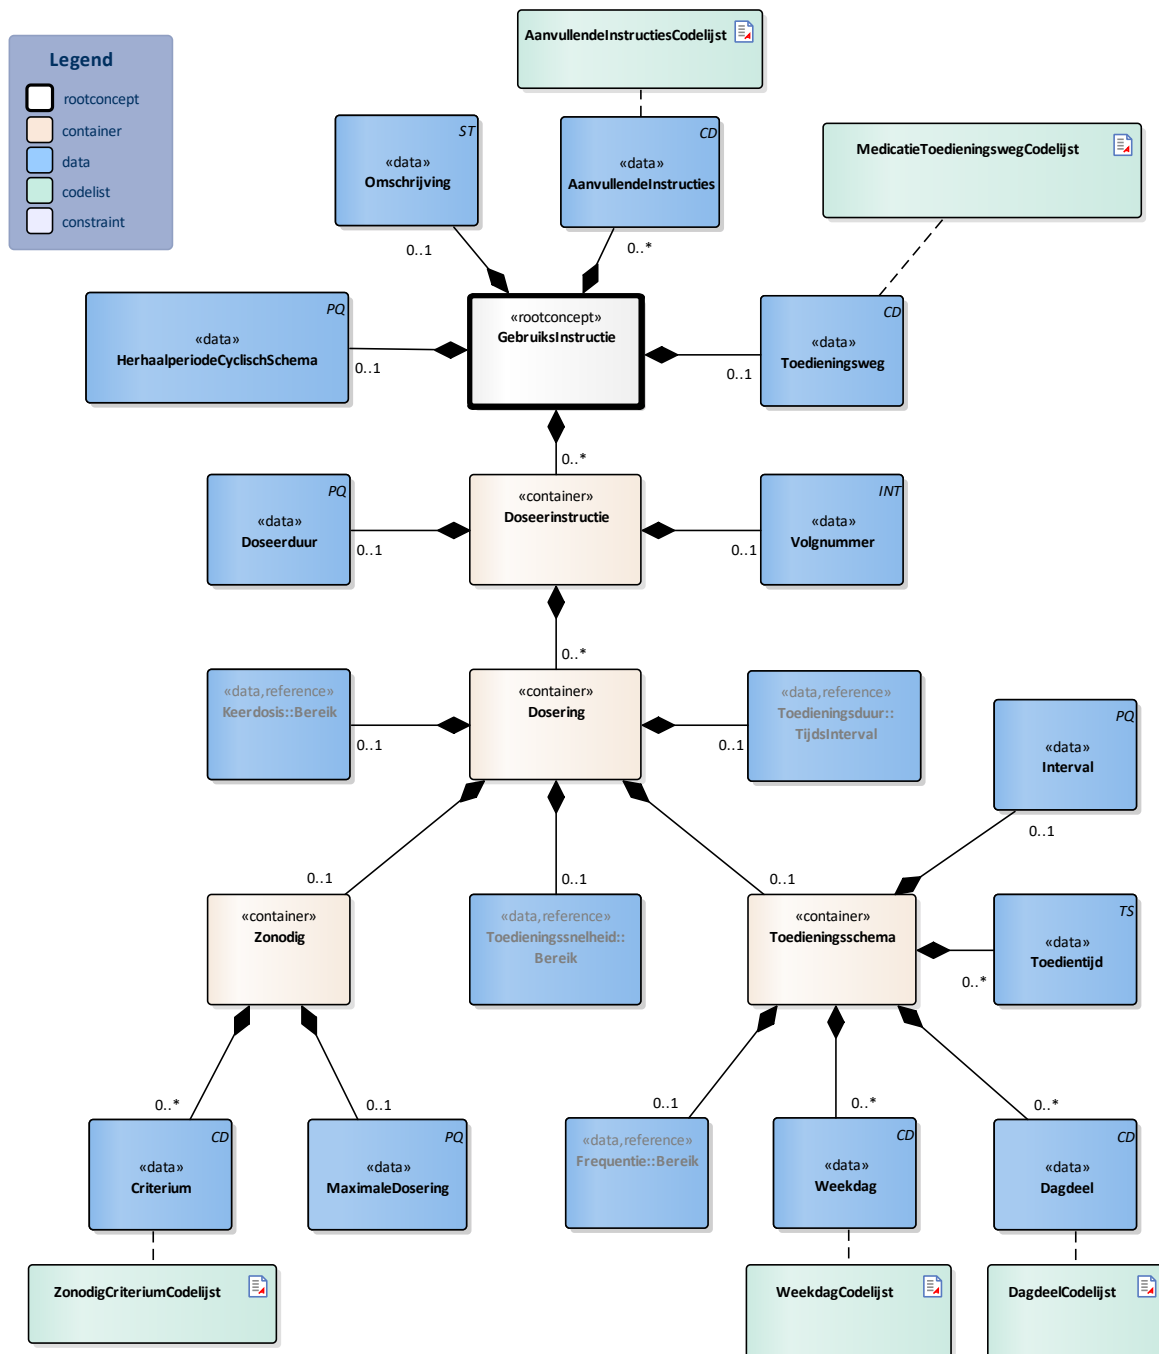 AanvullendeInstructiesCodelijst
Legend
rootconcept
container
data
codelist
constraint
ST
«data»
Omschrijving
CD
«data»
AanvullendeInstructies
MedicatieToedieningswegCodelijst
0..1
0..*
PQ
«data»
HerhaalperiodeCyclischSchema
0..1
«rootconcept»
GebruiksInstructie
CD
«data»
Toedieningsweg
0..1
0..*
PQ
«data»
Doseerduur
0..1
«container»
Doseerinstructie
INT
«data»
Volgnummer
0..1
0..*
«data,reference»
Keerdosis::Bereik
0..1
«container»
Dosering
«data,reference»
Toedieningsduur::
TijdsInterval
0..1
PQ
«data»
Interval
0..1
0..1
0..1
0..1
«container»
Zonodig
«data,reference»
Toedieningssnelheid::
Bereik
«container»
Toedieningsschema
TS
«data»
Toedientijd
0..*
0..*
0..1
0..1
0..*
0..*
CD
«data»
Criterium
PQ
«data»
MaximaleDosering
«data,reference»
Frequentie::Bereik
CD
«data»
Weekdag
CD
«data»
Dagdeel
ZonodigCriteriumCodelijst
WeekdagCodelijst
DagdeelCodelijst